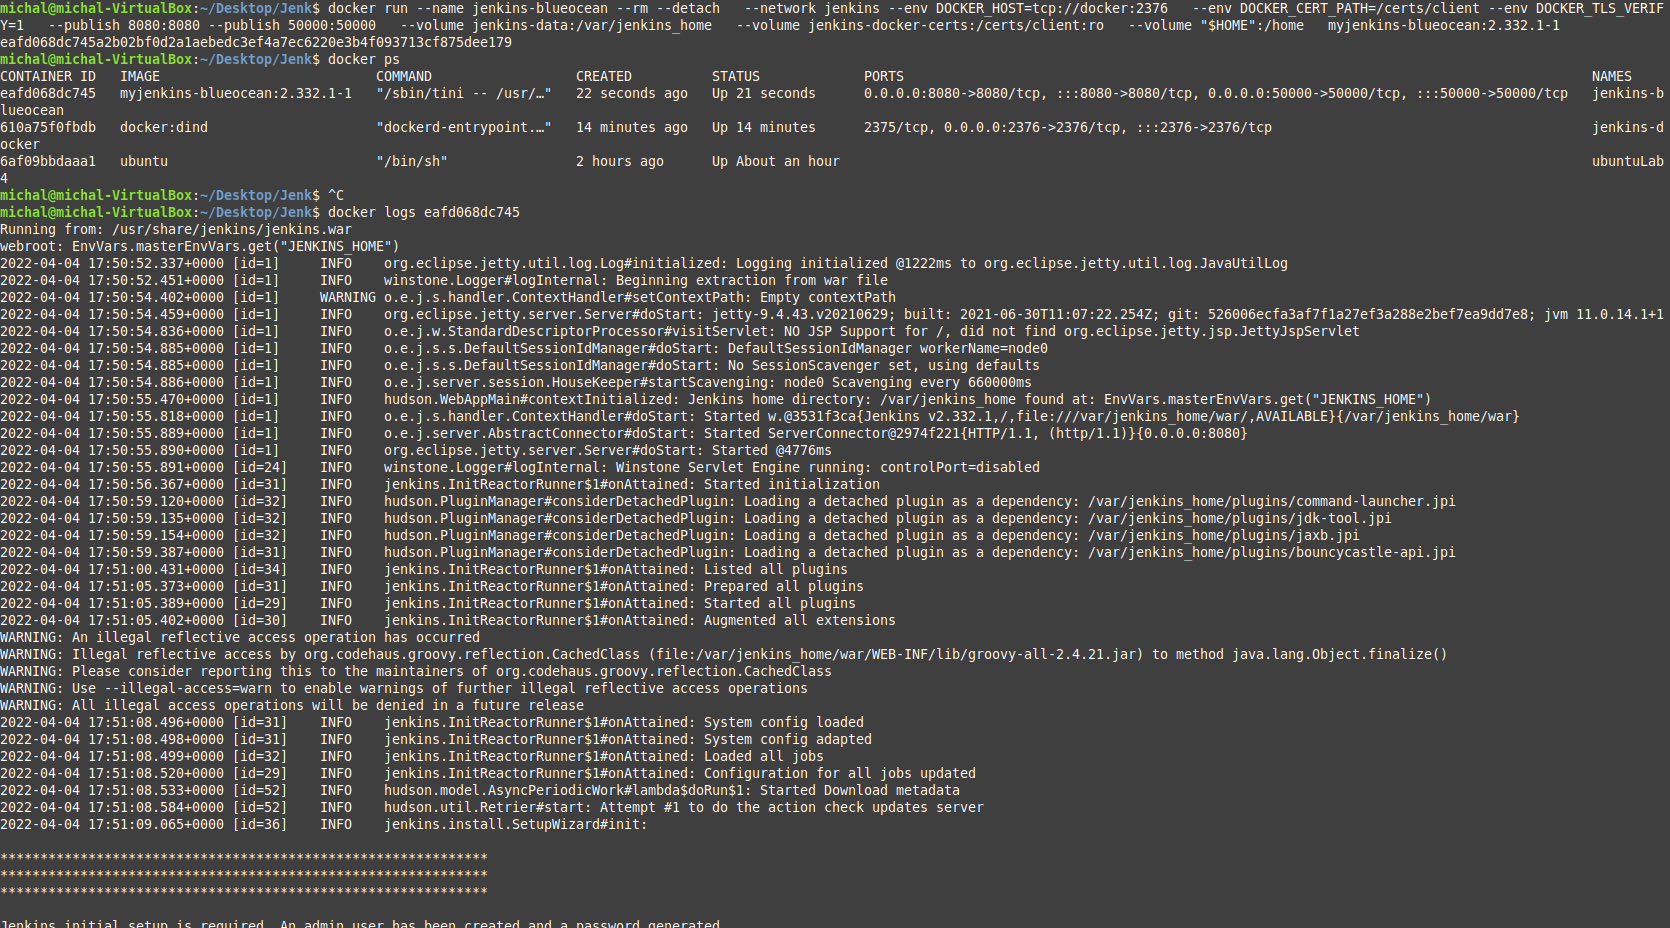 michal@michal-VirtualBox:~/Desktop/Jenk$ docker run --name jenkins-blueocean --rm --detach   --network jenkins --env DOCKER_HOST=tcp://docker:2376   --env DOCKER_CERT_PATH=/certs/client --env DOCKER_TLS_VERIF
Y=1   --publish 8080:8080 --publish 50000:50000   --volume jenkins-data:/var/jenkins_home   --volume jenkins-docker-certs:/certs/client:ro   --volume "$HOME":/home   myjenkins-blueocean:2.332.1-1
eafd068dc745a2b02bf0d2a1aebedc3ef4a7ec6220e3b4f093713cf875dee179
michal@michal-VirtualBox:~/Desktop/Jenk$ docker ps
CONTAINER ID   IMAGE                           COMMAND                  CREATED          STATUS             PORTS                                                                                      NAMES
eafd068dc745   myjenkins-blueocean:2.332.1-1   "/sbin/tini -- /usr/…"   22 seconds ago   Up 21 seconds      0.0.0.0:8080->8080/tcp, :::8080->8080/tcp, 0.0.0.0:50000->50000/tcp, :::50000->50000/tcp   jenkins-b
lueocean
610a75f0fbdb   docker:dind                     "dockerd-entrypoint.…"   14 minutes ago   Up 14 minutes      2375/tcp, 0.0.0.0:2376->2376/tcp, :::2376->2376/tcp                                        jenkins-d
ocker
6af09bbdaaa1   ubuntu                          "/bin/sh"                2 hours ago      Up About an hour                                                                                              ubuntuLab
4
michal@michal-VirtualBox:~/Desktop/Jenk$ ^C
michal@michal-VirtualBox:~/Desktop/Jenk$ docker logs eafd068dc745
Running from: /usr/share/jenkins/jenkins.war
webroot: EnvVars.masterEnvVars.get("JENKINS_HOME")
2022-04-04 17:50:52.337+0000 [id=1]     INFO    org.eclipse.jetty.util.log.Log#initialized: Logging initialized @1222ms to org.eclipse.jetty.util.log.JavaUtilLog
2022-04-04 17:50:52.451+0000 [id=1]     INFO    winstone.Logger#logInternal: Beginning extraction from war file
2022-04-04 17:50:54.402+0000 [id=1]     WARNING o.e.j.s.handler.ContextHandler#setContextPath: Empty contextPath
2022-04-04 17:50:54.459+0000 [id=1]     INFO    org.eclipse.jetty.server.Server#doStart: jetty-9.4.43.v20210629; built: 2021-06-30T11:07:22.254Z; git: 526006ecfa3af7f1a27ef3a288e2bef7ea9dd7e8; jvm 11.0.14.1+1
2022-04-04 17:50:54.836+0000 [id=1]     INFO    o.e.j.w.StandardDescriptorProcessor#visitServlet: NO JSP Support for /, did not find org.eclipse.jetty.jsp.JettyJspServlet
2022-04-04 17:50:54.885+0000 [id=1]     INFO    o.e.j.s.s.DefaultSessionIdManager#doStart: DefaultSessionIdManager workerName=node0
2022-04-04 17:50:54.885+0000 [id=1]     INFO    o.e.j.s.s.DefaultSessionIdManager#doStart: No SessionScavenger set, using defaults
2022-04-04 17:50:54.886+0000 [id=1]     INFO    o.e.j.server.session.HouseKeeper#startScavenging: node0 Scavenging every 660000ms
2022-04-04 17:50:55.470+0000 [id=1]     INFO    hudson.WebAppMain#contextInitialized: Jenkins home directory: /var/jenkins_home found at: EnvVars.masterEnvVars.get("JENKINS_HOME")
2022-04-04 17:50:55.818+0000 [id=1]     INFO    o.e.j.s.handler.ContextHandler#doStart: Started w.@3531f3ca{Jenkins v2.332.1,/,file:///var/jenkins_home/war/,AVAILABLE}{/var/jenkins_home/war}
2022-04-04 17:50:55.889+0000 [id=1]     INFO    o.e.j.server.AbstractConnector#doStart: Started ServerConnector@2974f221{HTTP/1.1, (http/1.1)}{0.0.0.0:8080}
2022-04-04 17:50:55.890+0000 [id=1]     INFO    org.eclipse.jetty.server.Server#doStart: Started @4776ms
2022-04-04 17:50:55.891+0000 [id=24]    INFO    winstone.Logger#logInternal: Winstone Servlet Engine running: controlPort=disabled
2022-04-04 17:50:56.367+0000 [id=31]    INFO    jenkins.InitReactorRunner$1#onAttained: Started initialization
2022-04-04 17:50:59.120+0000 [id=32]    INFO    hudson.PluginManager#considerDetachedPlugin: Loading a detached plugin as a dependency: /var/jenkins_home/plugins/command-launcher.jpi
2022-04-04 17:50:59.135+0000 [id=32]    INFO    hudson.PluginManager#considerDetachedPlugin: Loading a detached plugin as a dependency: /var/jenkins_home/plugins/jdk-tool.jpi
2022-04-04 17:50:59.154+0000 [id=32]    INFO    hudson.PluginManager#considerDetachedPlugin: Loading a detached plugin as a dependency: /var/jenkins_home/plugins/jaxb.jpi
2022-04-04 17:50:59.387+0000 [id=31]    INFO    hudson.PluginManager#considerDetachedPlugin: Loading a detached plugin as a dependency: /var/jenkins_home/plugins/bouncycastle-api.jpi
2022-04-04 17:51:00.431+0000 [id=34]    INFO    jenkins.InitReactorRunner$1#onAttained: Listed all plugins
2022-04-04 17:51:05.373+0000 [id=31]    INFO    jenkins.InitReactorRunner$1#onAttained: Prepared all plugins
2022-04-04 17:51:05.389+0000 [id=29]    INFO    jenkins.InitReactorRunner$1#onAttained: Started all plugins
2022-04-04 17:51:05.402+0000 [id=30]    INFO    jenkins.InitReactorRunner$1#onAttained: Augmented all extensions
WARNING: An illegal reflective access operation has occurred
WARNING: Illegal reflective access by org.codehaus.groovy.reflection.CachedClass (file:/var/jenkins_home/war/WEB-INF/lib/groovy-all-2.4.21.jar) to method java.lang.Object.finalize()
WARNING: Please consider reporting this to the maintainers of org.codehaus.groovy.reflection.CachedClass
WARNING: Use --illegal-access=warn to enable warnings of further illegal reflective access operations
WARNING: All illegal access operations will be denied in a future release
2022-04-04 17:51:08.496+0000 [id=31]    INFO    jenkins.InitReactorRunner$1#onAttained: System config loaded
2022-04-04 17:51:08.498+0000 [id=31]    INFO    jenkins.InitReactorRunner$1#onAttained: System config adapted
2022-04-04 17:51:08.499+0000 [id=32]    INFO    jenkins.InitReactorRunner$1#onAttained: Loaded all jobs
2022-04-04 17:51:08.520+0000 [id=29]    INFO    jenkins.InitReactorRunner$1#onAttained: Configuration for all jobs updated
2022-04-04 17:51:08.533+0000 [id=52]    INFO    hudson.model.AsyncPeriodicWork#lambda$doRun$1: Started Download metadata
2022-04-04 17:51:08.584+0000 [id=52]    INFO    hudson.util.Retrier#start: Attempt #1 to do the action check updates server
2022-04-04 17:51:09.065+0000 [id=36]    INFO    jenkins.install.SetupWizard#init:
*************************************************************
*************************************************************
*************************************************************
Jenkins initial setup is required. An admin user has been created and a password generated.